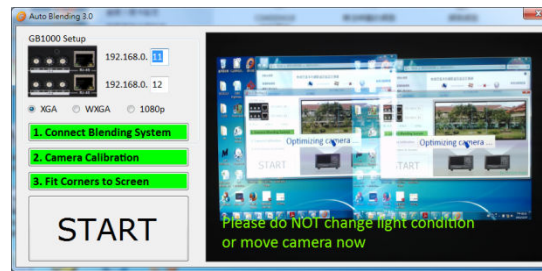 Auto Blending 3.0
GB1000 Setup
192.168.0. 11
192.168.0. 12
XGA WXGA 1080p
1. Connect Blending System
2. Camera Calibration
3. Fit Corners to Screen
START
Optimizing camera ...
START
Optimizing camera ...
START
Please do NOT change light condition
or move camera now